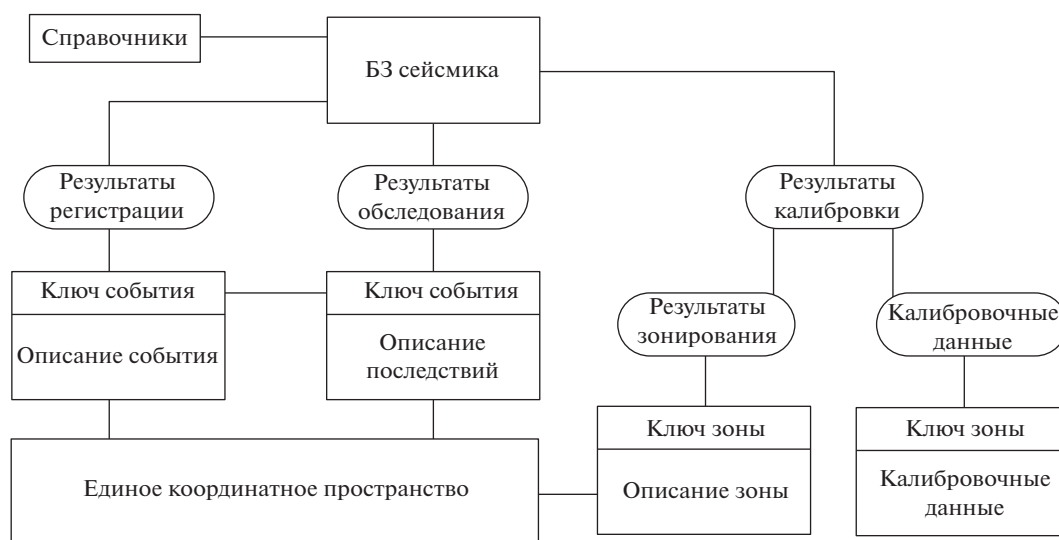 Справочники
БЗ сейсмика
Результаты
регистрации
Результаты
обследования
Результаты
калибровки
Ключ события
Описание события
Ключ события
Описание
последствий
Результаты
зонирования
Калибровочные
данные
Ключ зоны
Описание зоны
Ключ зоны
Калибровочные
данные
Единое координатное пространство